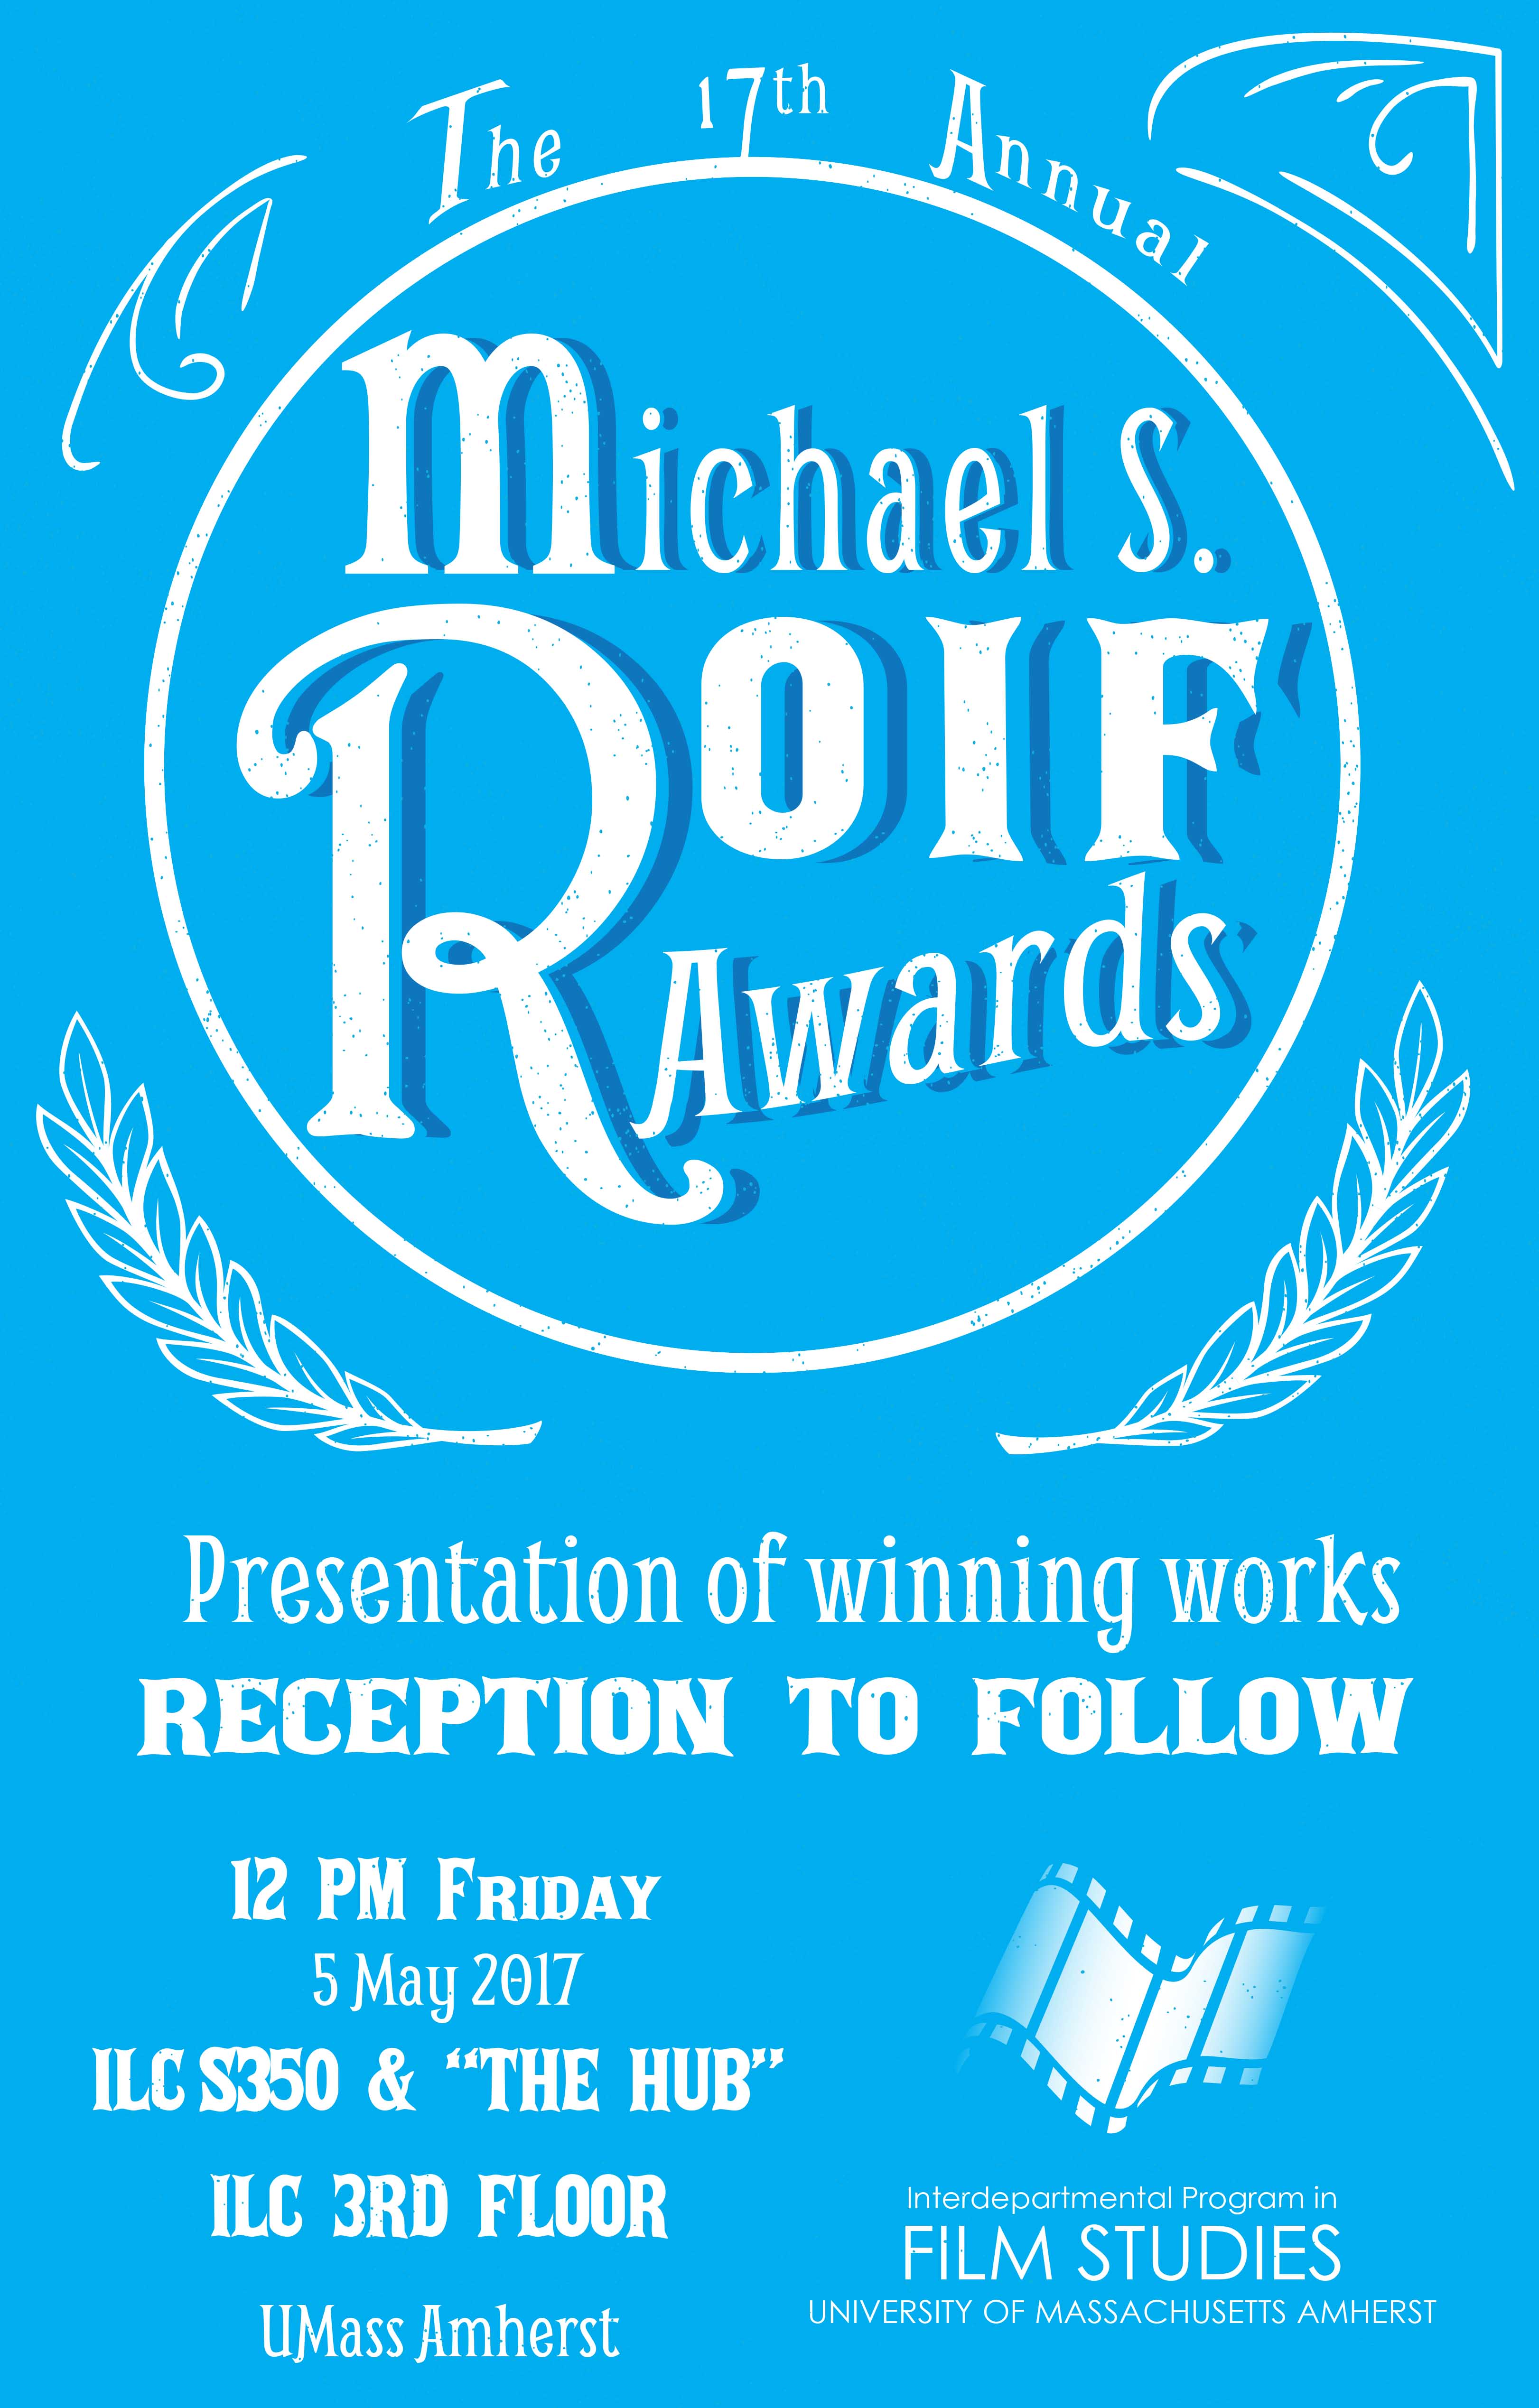 The 17th Annual
Michael S.
ROIF
Awards
Presentation of winning works
RECEPTION TO FOLLOW
12 PM FRIDAY
5 May 2017
ILC S350 & “THE HUB”
ILC 3RD FLOOR
UMass Amherst
Interdepartmental Program in
FILM STUDIES
UNIVERSITY OF MASSACHUSETTS AMHERST